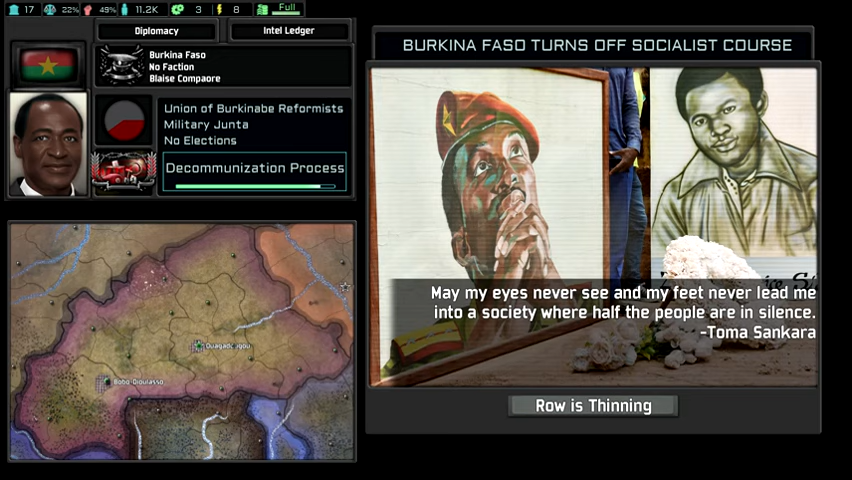 17 22% 49% 11.2K 3 8 Full
Diplomacy
Intel Ledger
Burkina Faso
No Faction
Blaise Compaore
Union of Burkinabe Reformists
Military Junta
No Elections
Decommunization Process
Ouagadougou
Bobo-Dioulasso
BURKINA FASO TURNS OFF SOCIALIST COURSE
May my eyes never see and my feet never lead me
into a society where half the people are in silence.
-Toma Sankara
Row is Thinning